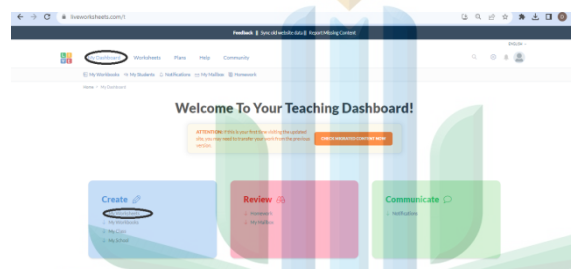 liveworksheets.com/1
Feedback || Sync old website data || Report Missing Content
English
My Dashboard Worksheets Plans Help Community
My Workbooks My Students Notifications My Mailbox Homework
Home > My Dashboard
Welcome To Your Teaching Dashboard!
ATTENTION: If this is your first time visiting the updated
site, you may need to transfer your work from the previous
version.
CHECK MIGRATED CONTENT NOW
Create Review Communicate
My Worksheets Homework Notifications
My Workbooks My Mailbox
My Class
My School